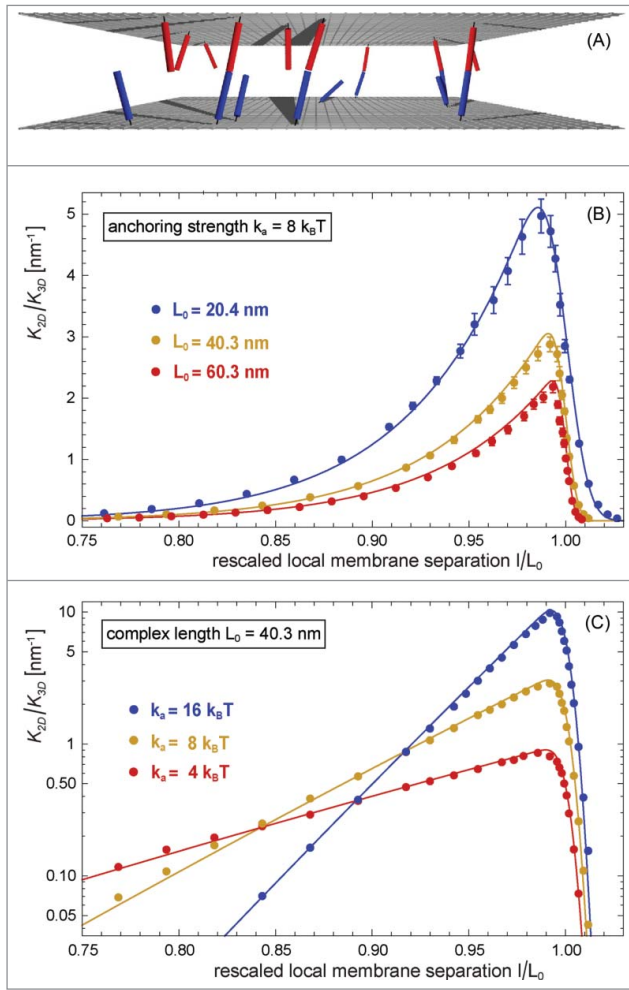 (A)
(B)
anchoring strength kₐ = 8 k_BT
L₀ = 20.4 nm
L₀ = 40.3 nm
L₀ = 60.3 nm
K₂D/K₃D [nm⁻¹]
5
4
3
2
1
0
0.75 0.80 0.85 0.90 0.95 1.00
rescaled local membrane separation l/L₀
(C)
complex length L₀ = 40.3 nm
kₐ = 16 k_BT
kₐ = 8 k_BT
kₐ = 4 k_BT
K₂D/K₃D [nm⁻¹]
10
5
1
0.50
0.10
0.05
0.75 0.80 0.85 0.90 0.95 1.00
rescaled local membrane separation l/L₀